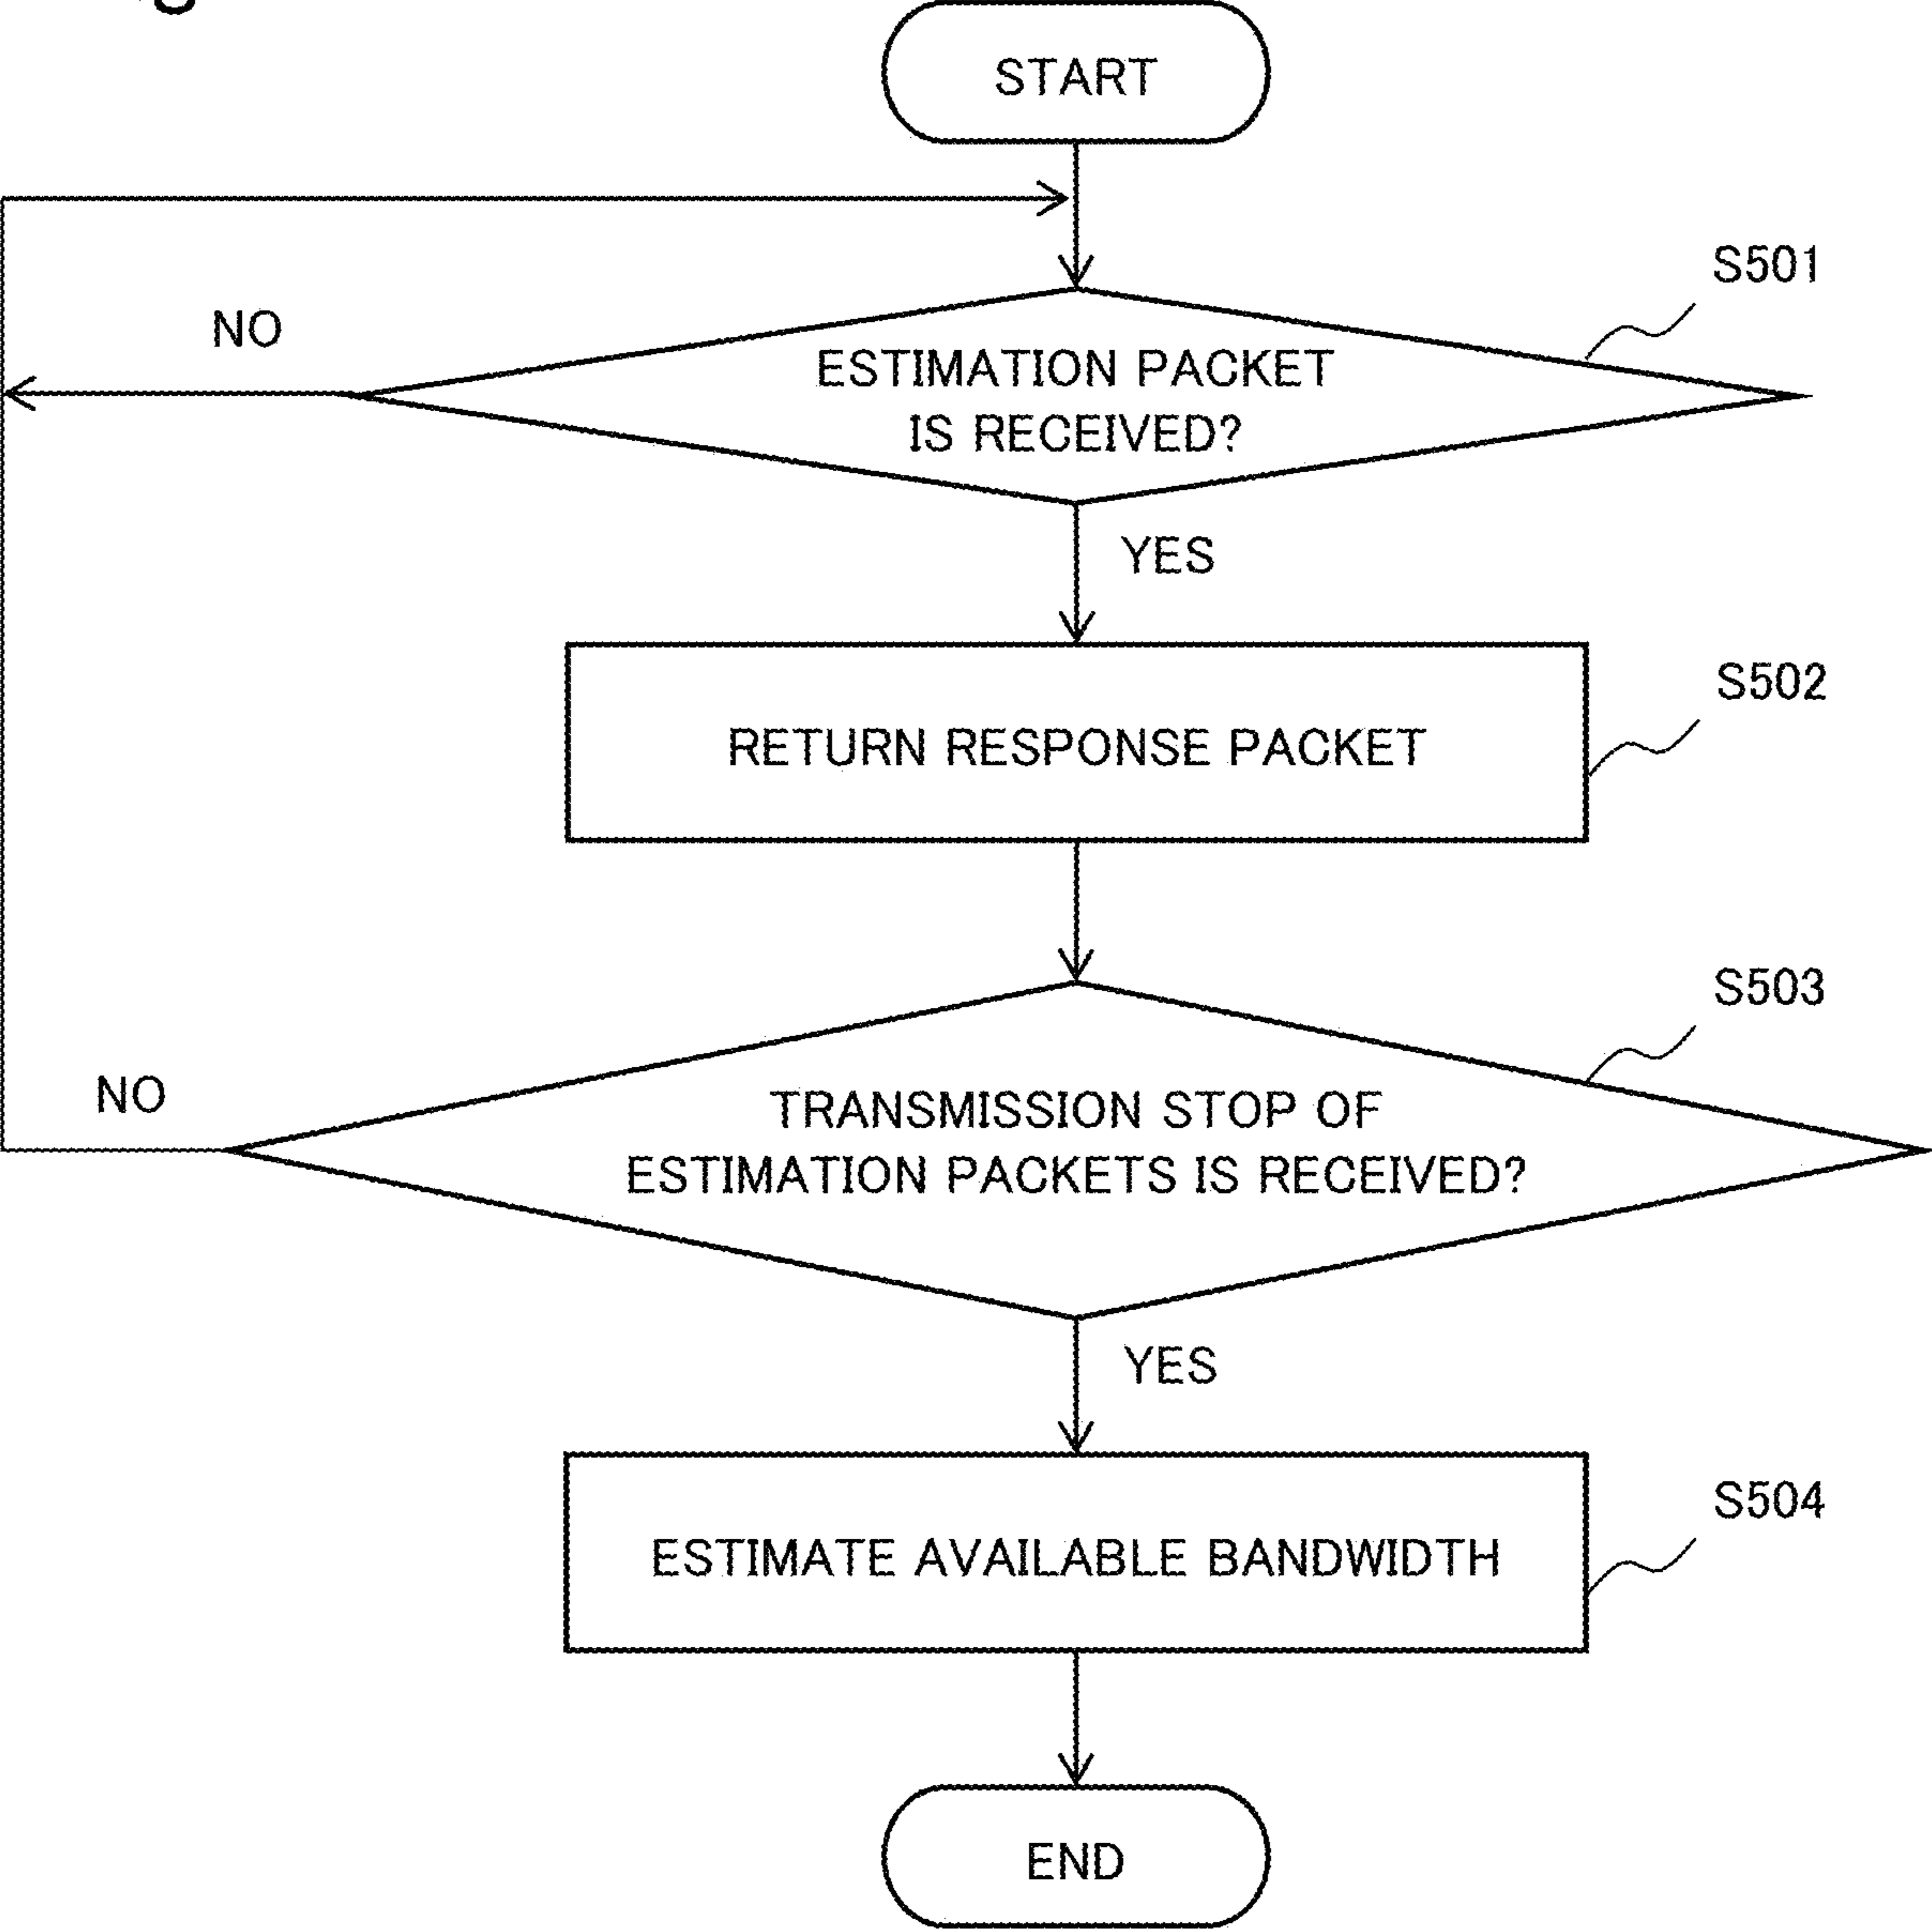 START
S501
NO
ESTIMATION PACKET
IS RECEIVED?
YES
S502
RETURN RESPONSE PACKET
S503
NO
TRANSMISSION STOP OF
ESTIMATION PACKETS IS RECEIVED?
YES
S504
ESTIMATE AVAILABLE BANDWIDTH
END